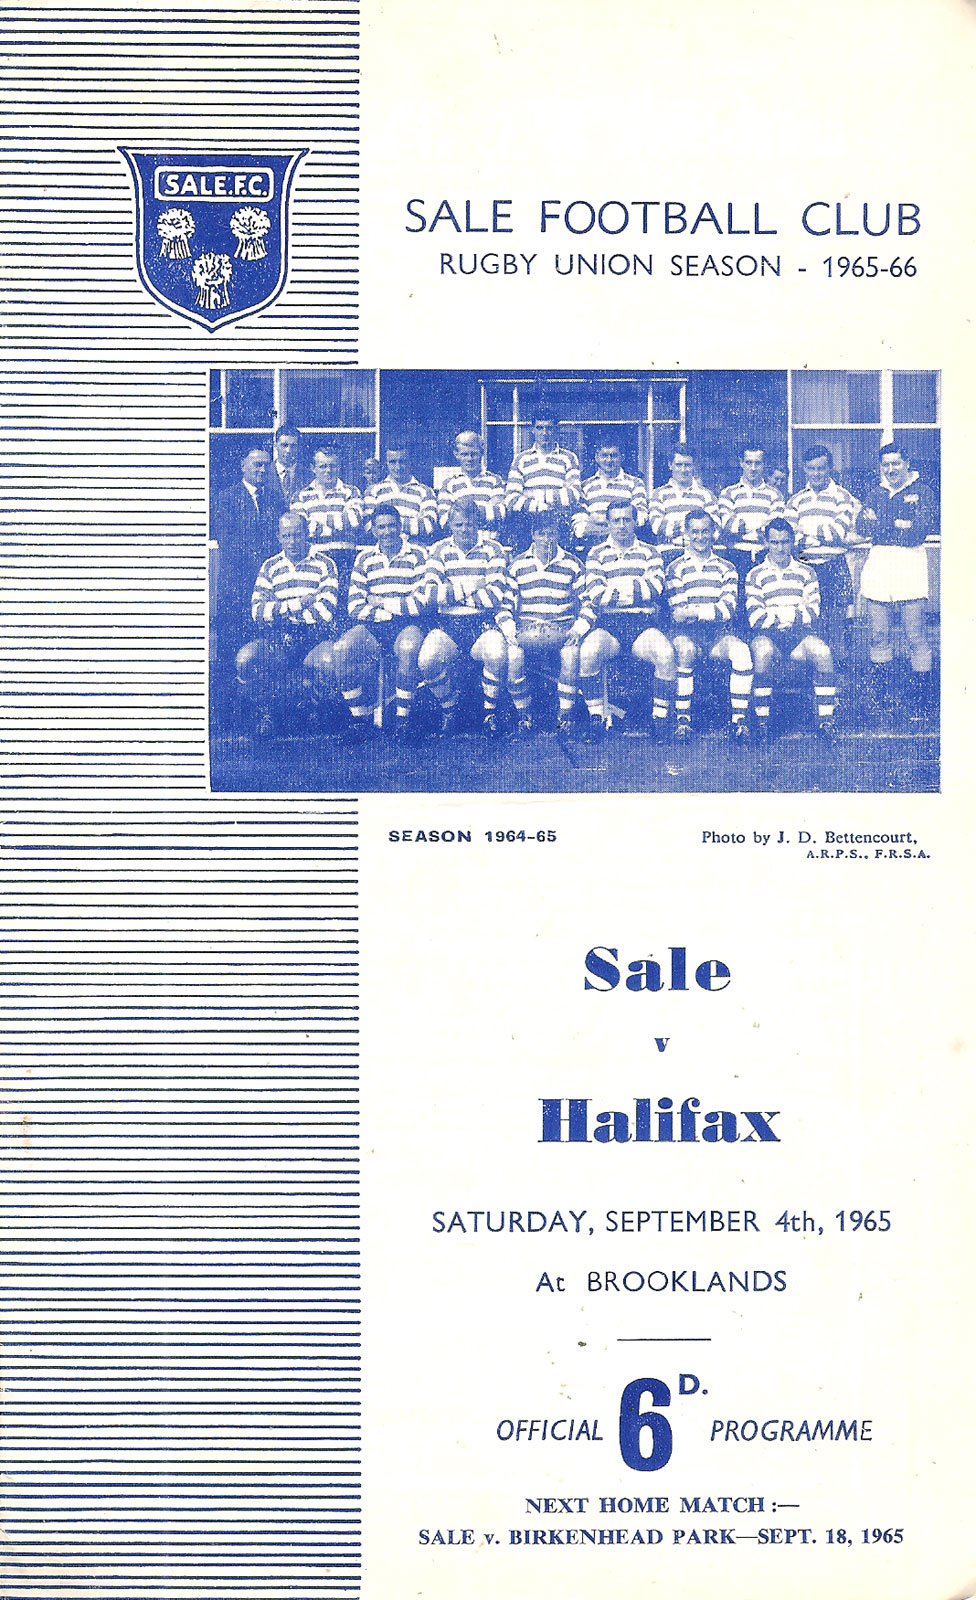 SALE F.C.
SALE FOOTBALL CLUB
RUGBY UNION SEASON - 1965-66
SEASON 1964-65
Photo by J. D. Bettencourt,
A.R.P.S., F.R.S.A.
Sale
v
Halifax
SATURDAY, SEPTEMBER 4th, 1965
At BROOKLANDS
OFFICIAL 6D. PROGRAMME
NEXT HOME MATCH :—
SALE v. BIRKENHEAD PARK—SEPT. 18, 1965